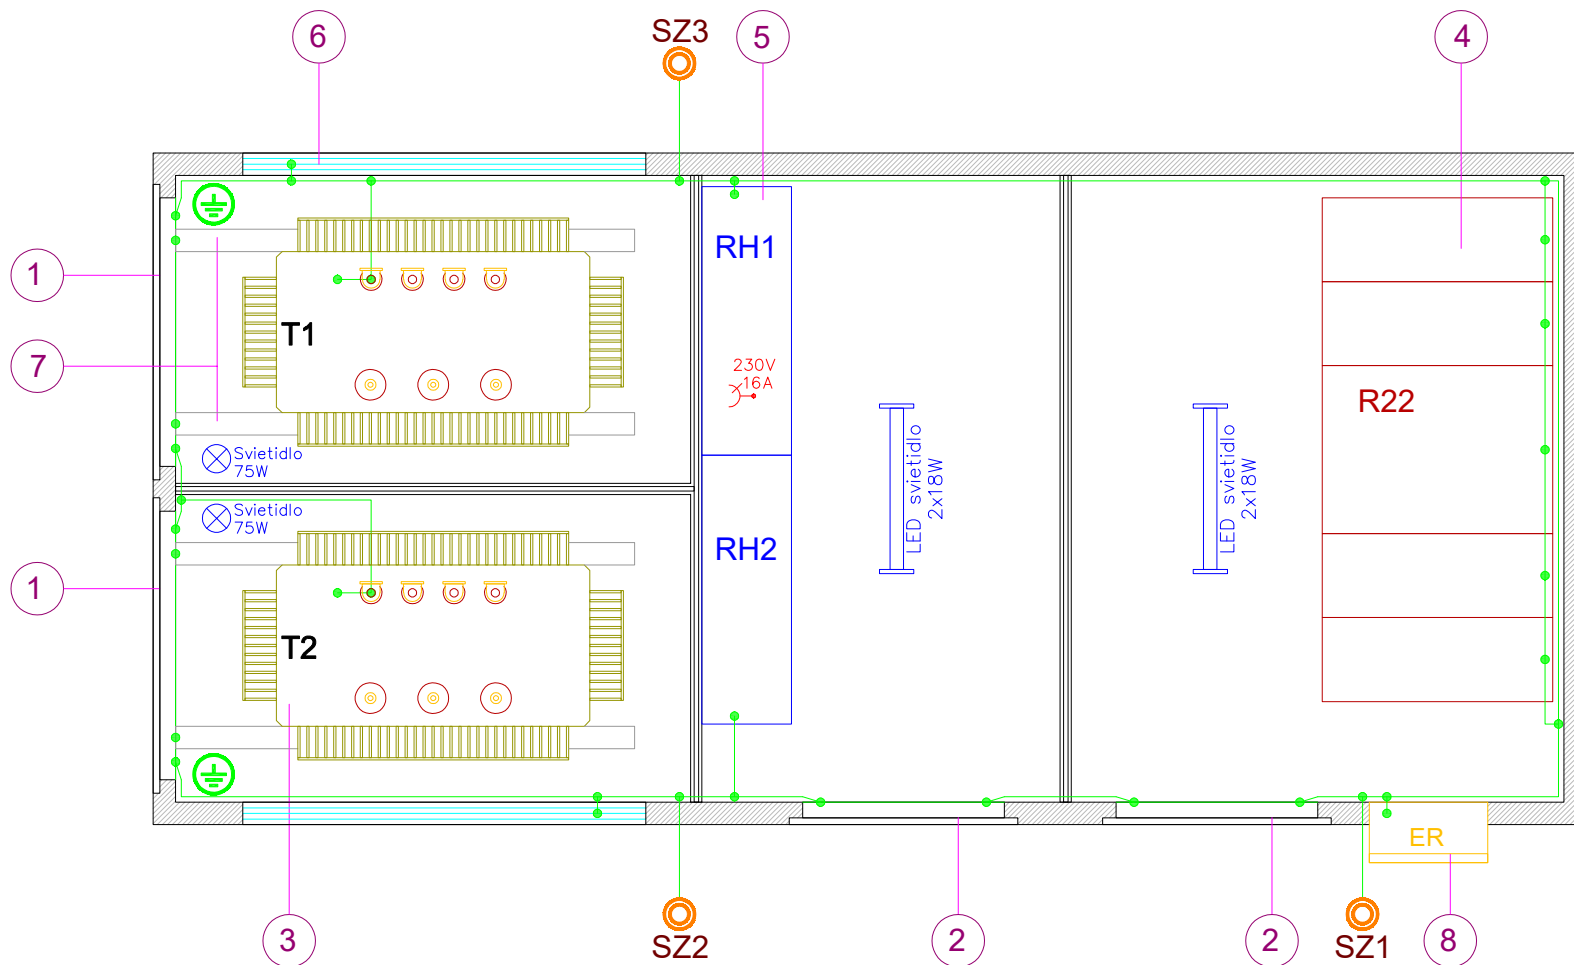 6
SZ3
5
4
RH1
1
T1
7
230V
16A
R22
Svietidlo
75W
LED svietidlo
2x18W
LED svietidlo
2x18W
Svietidlo
75W
RH2
1
T2
ER
3
SZ2
2
2
SZ1
8